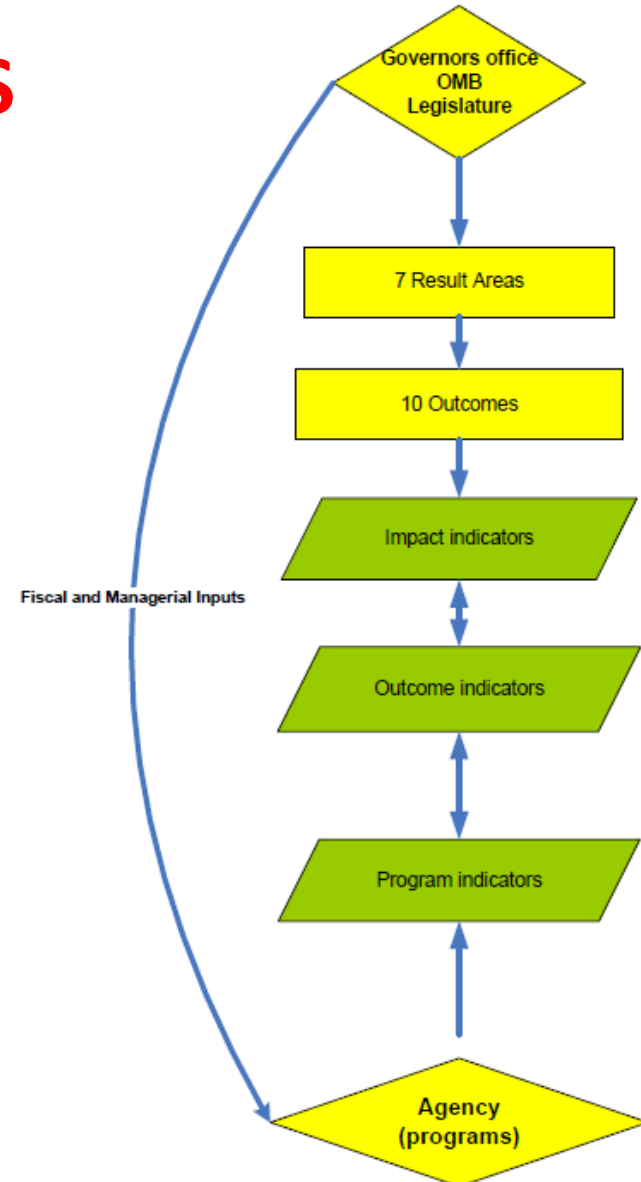 S
Governors office
OMB
Legislature
7 Result Areas
10 Outcomes
Impact indicators
Fiscal and Managerial Inputs
Outcome indicators
Program indicators
Agency
(programs)